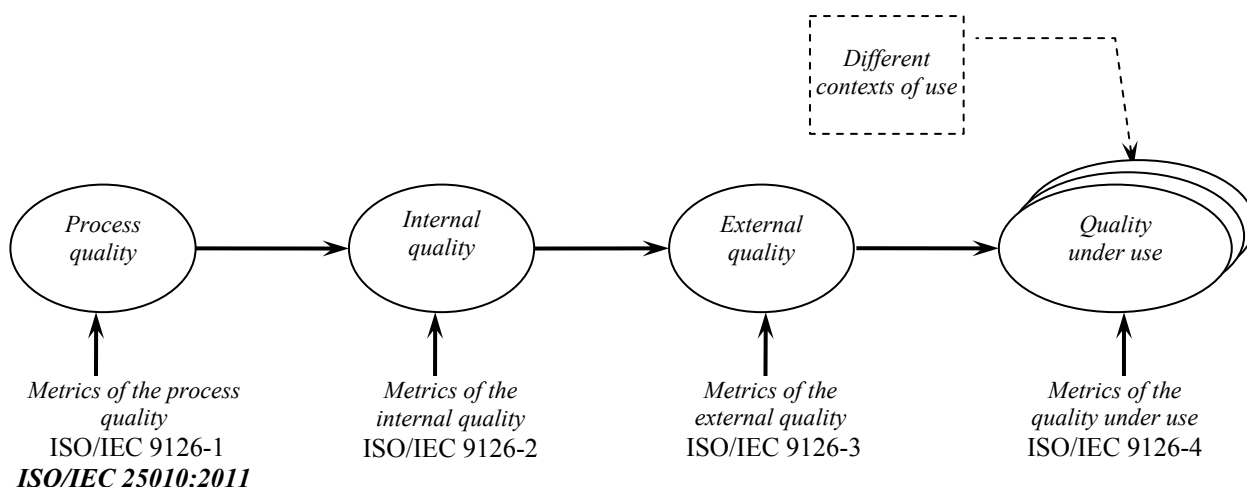 Different
contexts of use
Process
quality
Internal
quality
External
quality
Quality
under use
Metrics of the process
quality
ISO/IEC 9126-1
ISO/IEC 25010:2011
Metrics of the
internal quality
ISO/IEC 9126-2
Metrics of the
external quality
ISO/IEC 9126-3
Metrics of the
quality under use
ISO/IEC 9126-4